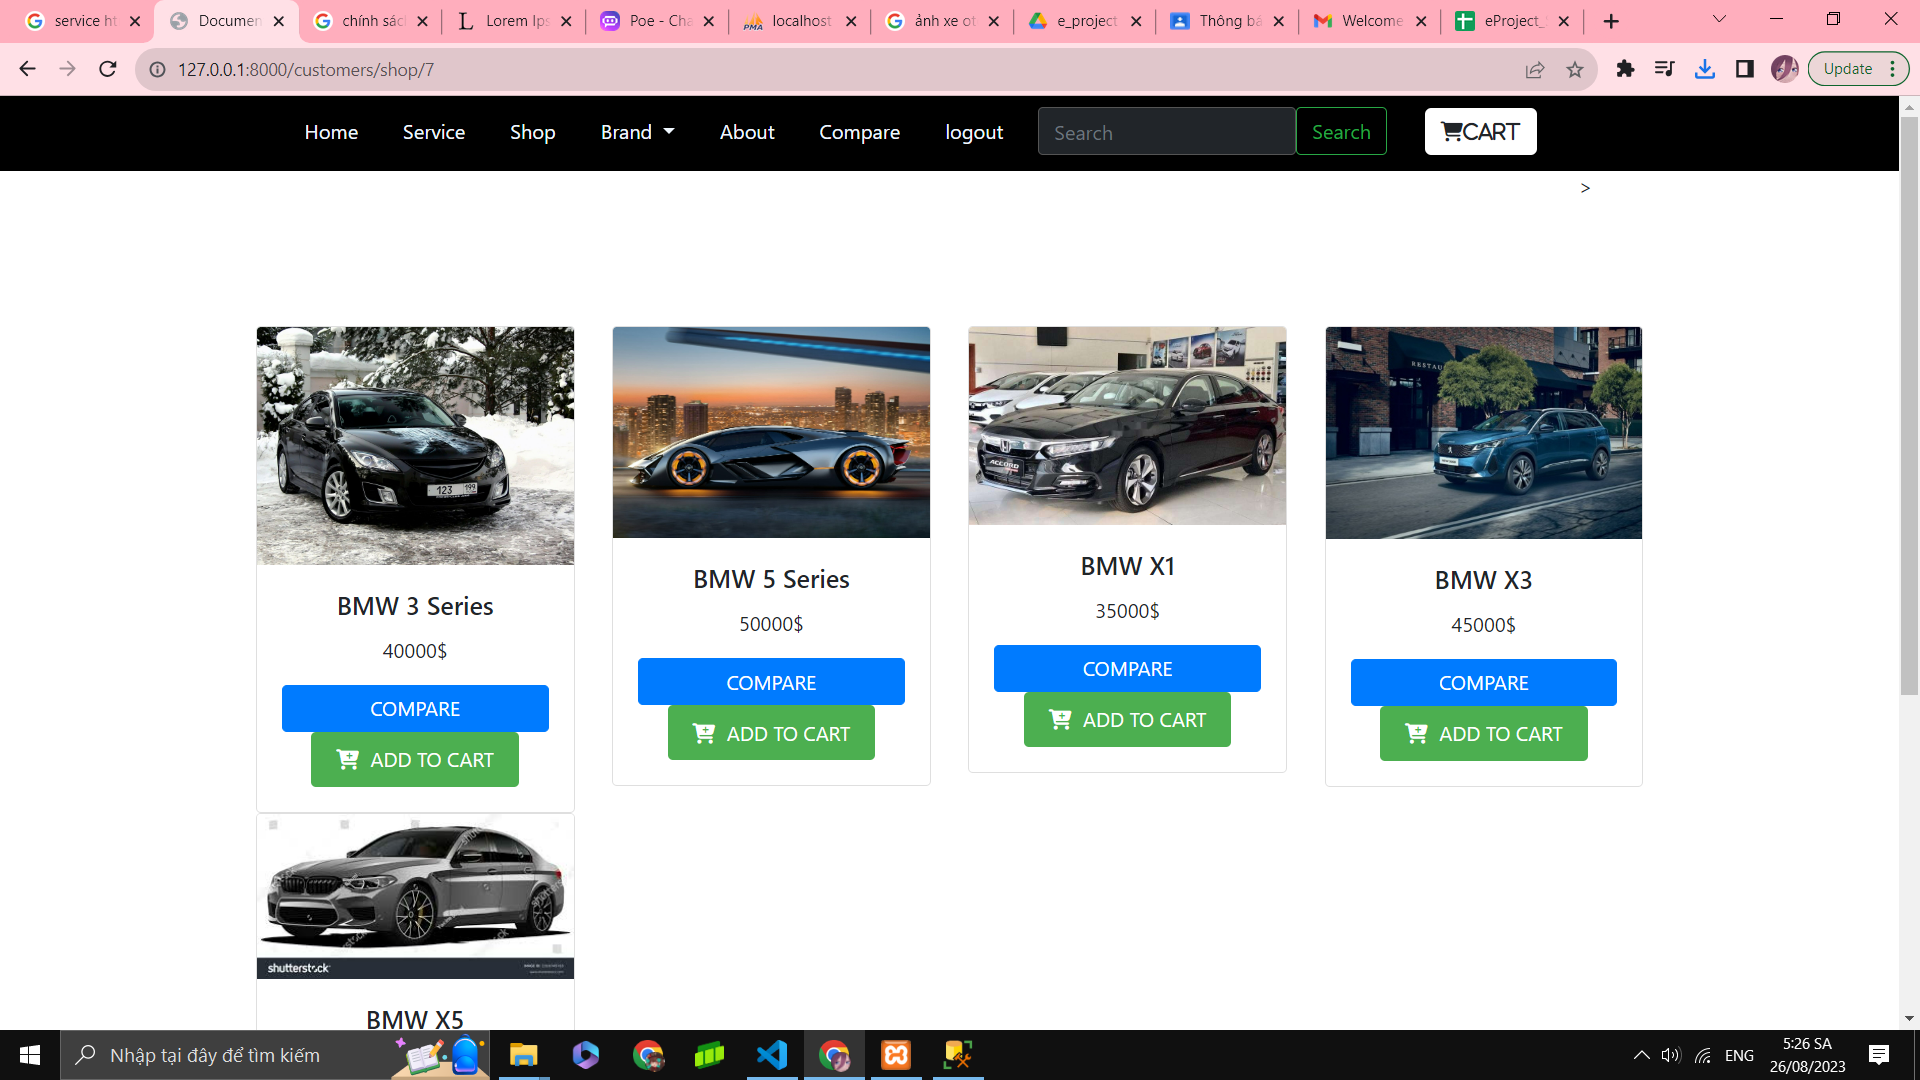 service ht
Documen
chính sácl
Lorem Ips
Poe - Cha
localhost
ảnh xe ot
e_project
Thông bá
Welcome
eProject_
127.0.0.1:8000/customers/shop/7
Update
Home
Service
Shop
Brand
About
Compare
logout
Search
Search
CART
>
RESTAU
123 199
ACCORD
BMW 3 Series
40000$
COMPARE
ADD TO CART
BMW 5 Series
50000$
COMPARE
ADD TO CART
BMW X1
35000$
COMPARE
ADD TO CART
BMW X3
45000$
COMPARE
ADD TO CART
shutterstock
BMW X5
Nhập tại đây để tìm kiếm
ENG
5:26 SA
26/08/2023